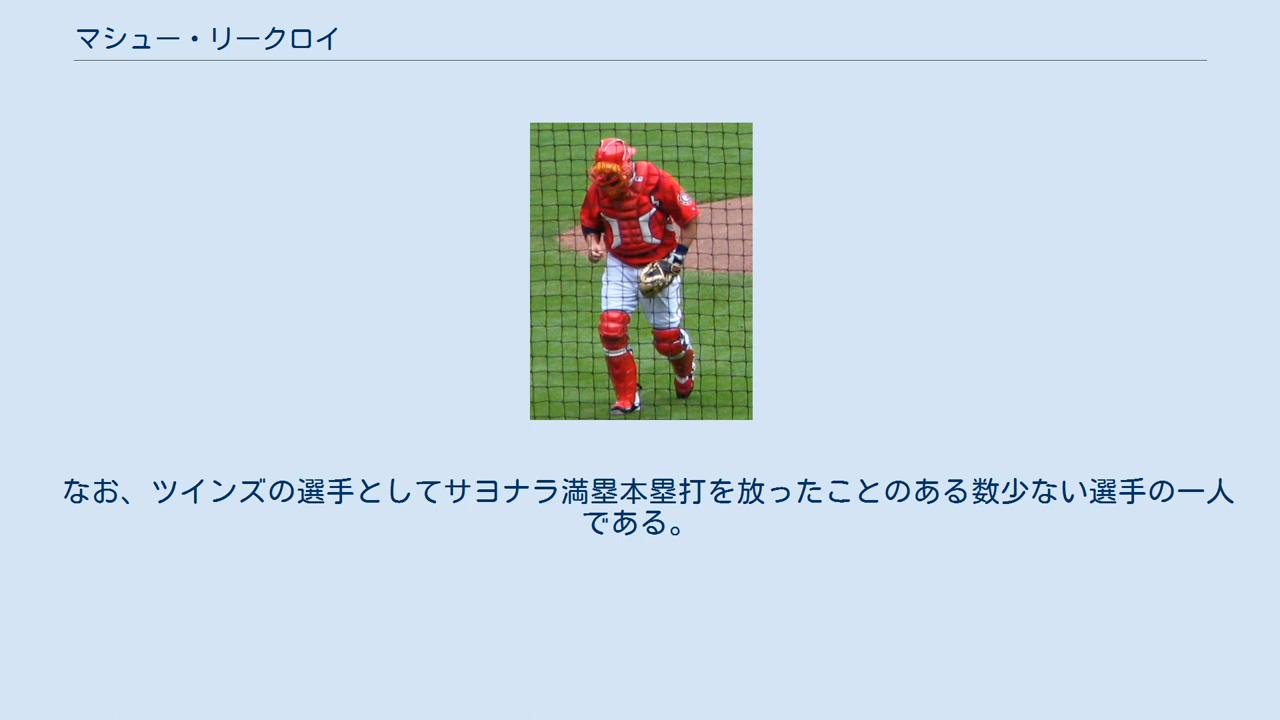 マシュー・リークロイ
なお、ツインズの選手としてサヨナラ満塁本塁打を放ったことのある数少ない選手の一人
である。